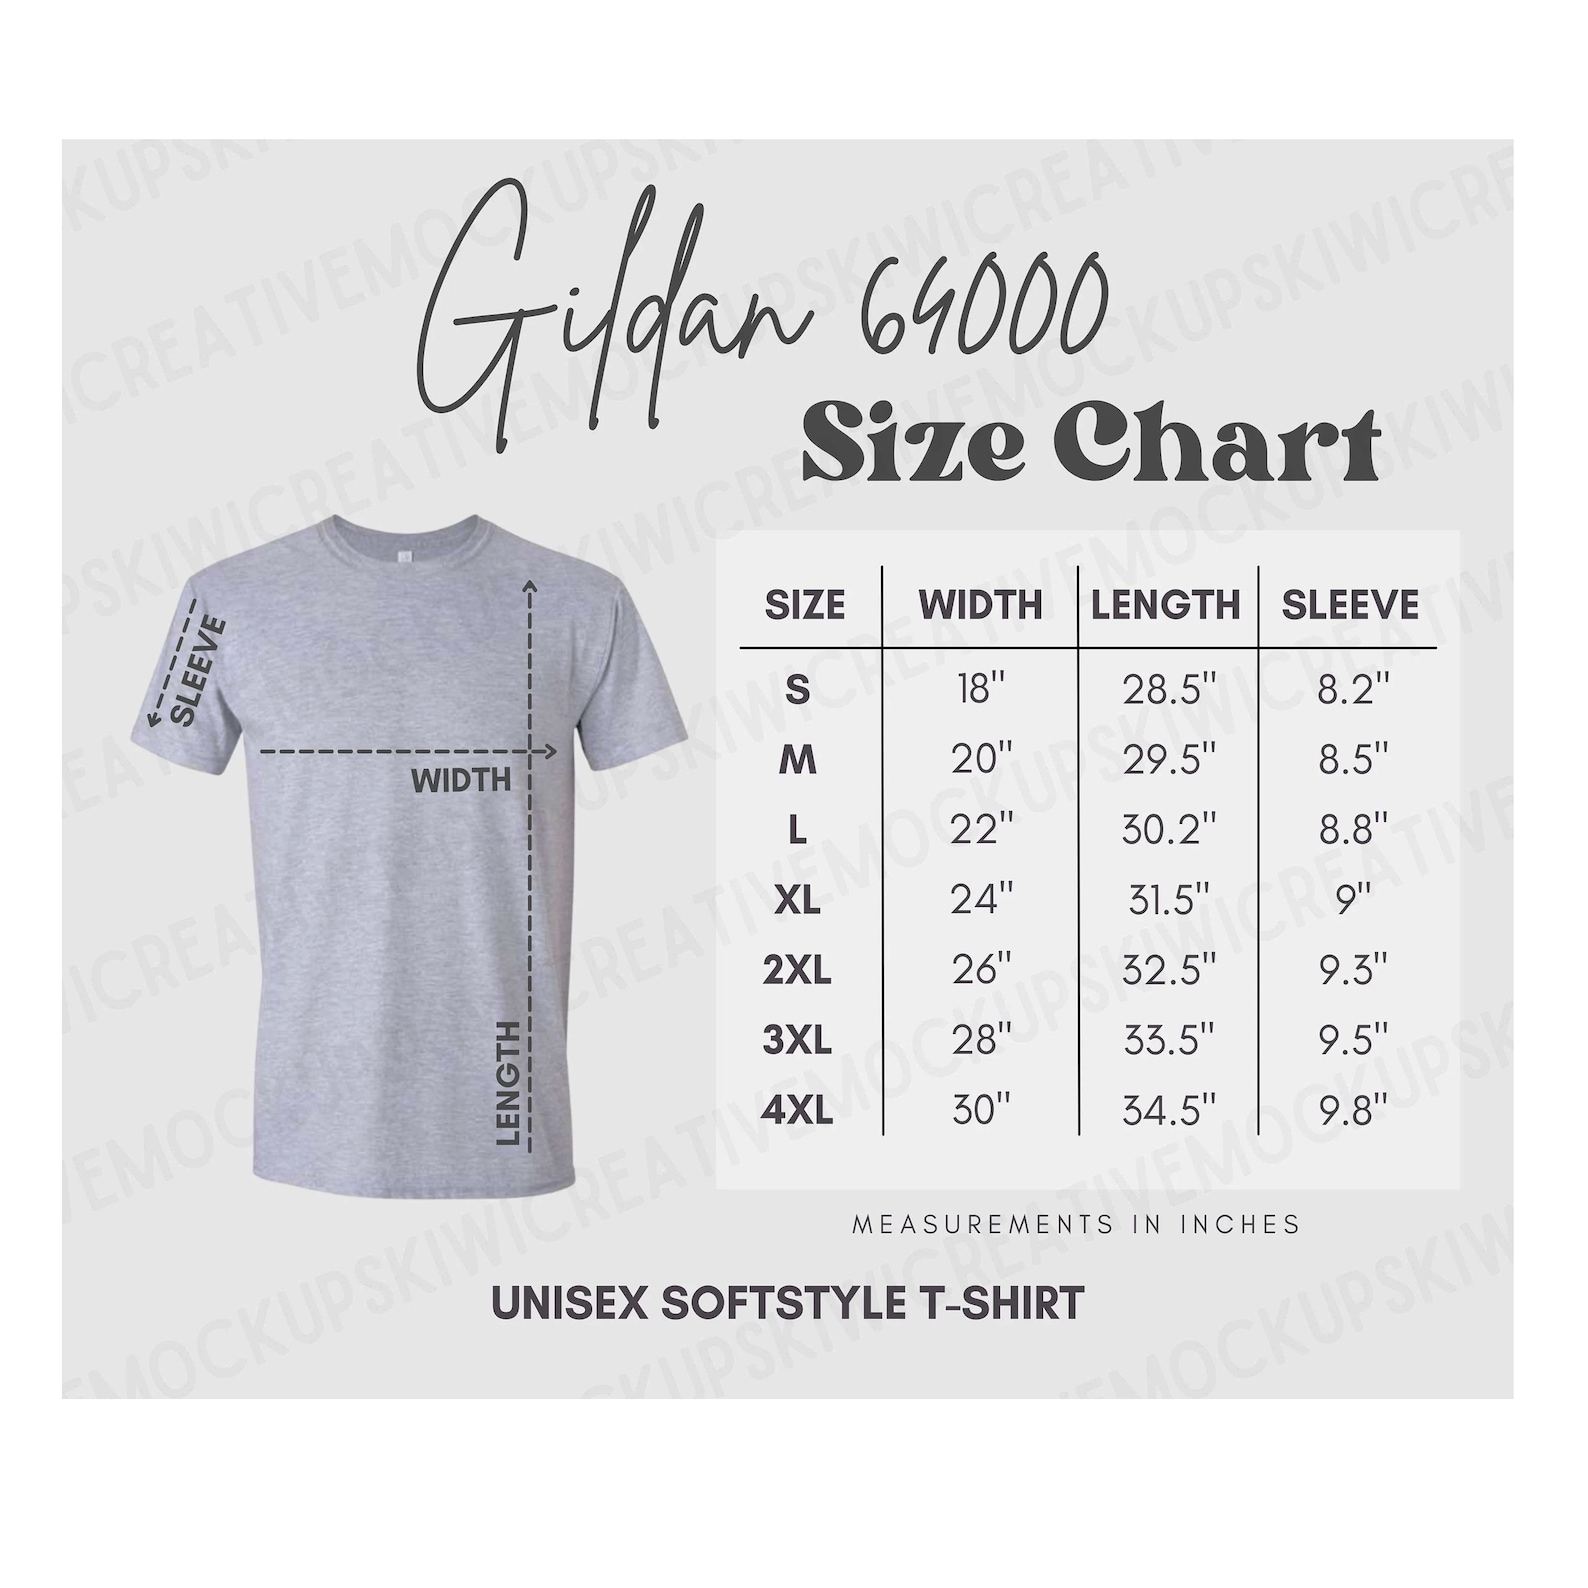 Gildan 64000
Size Chart
SLEEVE
WIDTH
LENGTH
SIZE WIDTH LENGTH SLEEVE
S 18" 28.5" 8.2"
M 20" 29.5" 8.5"
L 22" 30.2" 8.8"
XL 24" 31.5" 9"
2XL 26" 32.5" 9.3"
3XL 28" 33.5" 9.5"
4XL 30" 34.5" 9.8"
MEASUREMENTS IN INCHES
UNISEX SOFTSTYLE T-SHIRT
KIWICREATIVEMOCKUPS